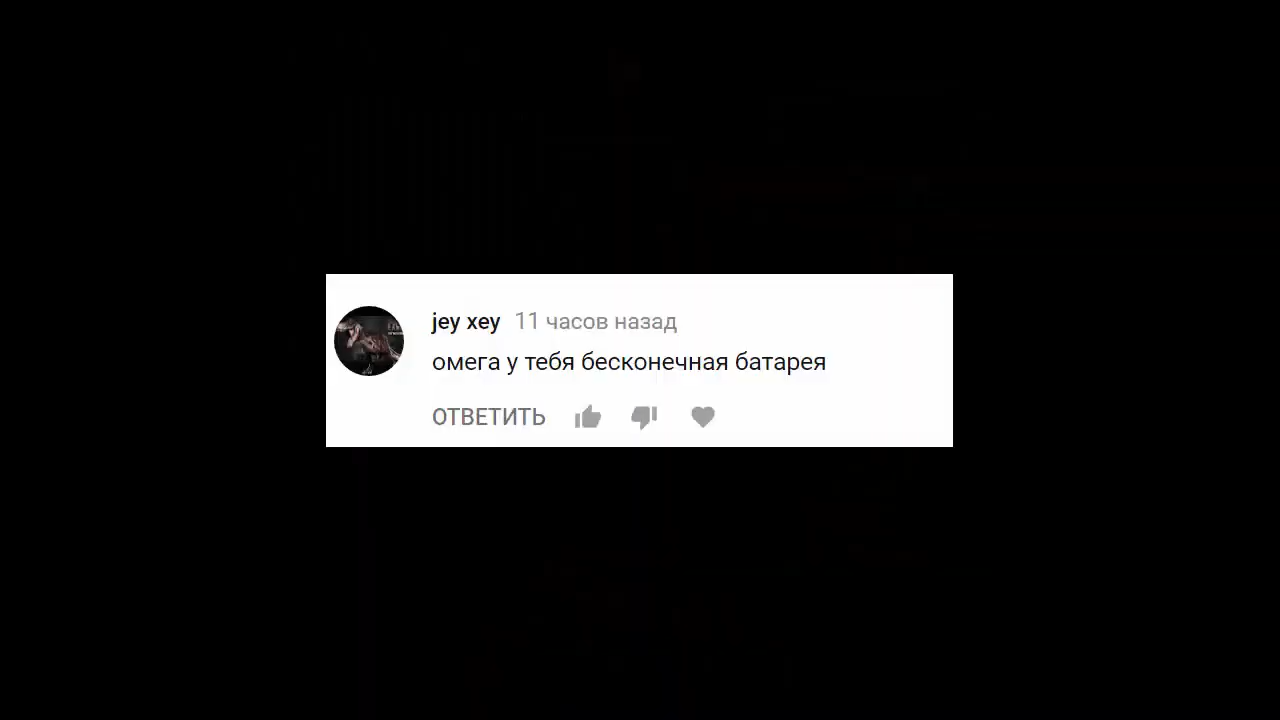 jey xey 11 часов назад
омега у тебя бесконечная батарея
ОТВЕТИТЬ